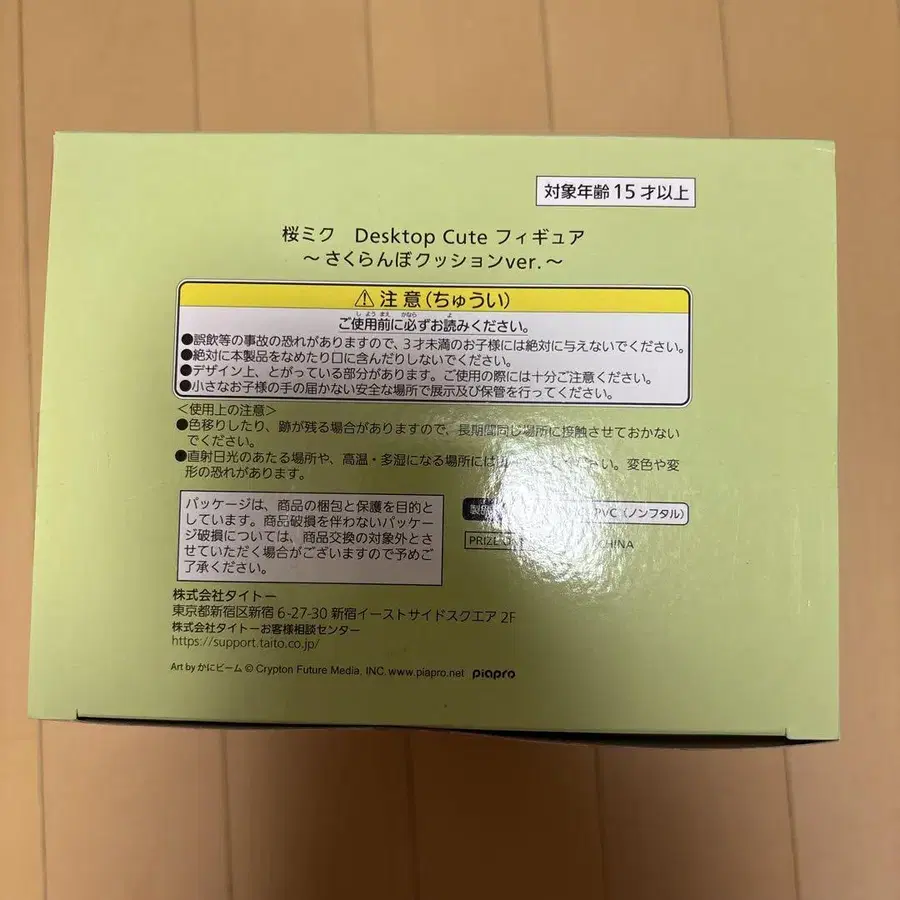 対象年齢15才以上
桜ミク Desktop Cute フィギュア
~さくらんぼクッションver.~
⚠注意(ちゅうい)
しようまえ かなら よ
ご使用前に必ずお読みください。
●誤飲等の事故の恐れがありますので、3才未満のお子様には絶対に与えないでください。
●絶対に本製品をなめたり口に含んだりしないでください。
●デザイン上、とがっている部分があります。ご使用の際には十分ご注意ください。
●小さなお子様の手の届かない安全な場所で展示及び保管を行ってください。
<使用上の注意>
●色移りしたり、跡が残る場合がありますので、長期間同じ場所に接触させておかない
でください。
●直射日光のあたる場所や、高温・多湿になる場所には い。変色や変
形の恐れがあります。
パッケージは、商品の梱包と保護を目的と
しています。商品破損を伴わないパッケー
ジ破損については、商品交換の対象外とさ
せていただく場合がございますので予めご
了承ください。
製 PVC(ノンフタル)
PRIZE CHINA
株式会社タイトー
東京都新宿区新宿6-27-30 新宿イーストサイドスクエア 2F
株式会社タイトーお客様相談センター
https://support.taito.co.jp/
Art by かにビーム © Crypton Future Media, INC. www.piapro.net piapro